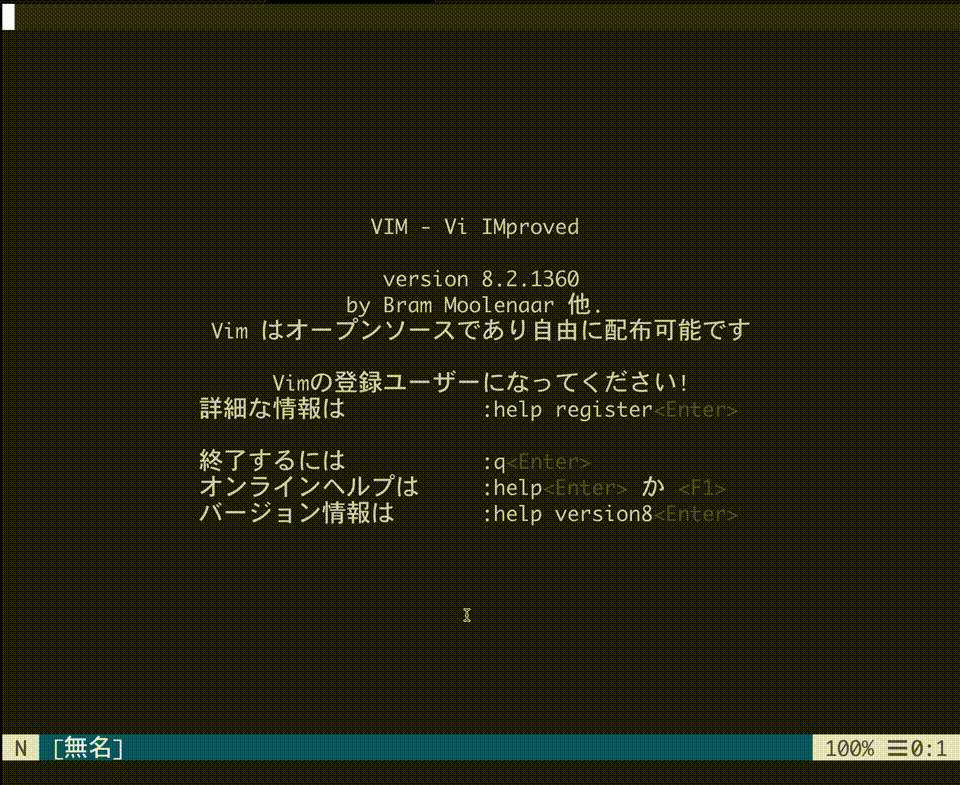 VIM - Vi IMproved
version 8.2.1360
by Bram Moolenaar 他.
Vim はオープンソースであり自由に配布可能です
Vimの登録ユーザーになってください!
詳細な情報は :help register<Enter>
終了するには :q<Enter>
オンラインヘルプは :help<Enter> か <F1>
バージョン情報は :help version8<Enter>
N [無名] 100% ☰0:1